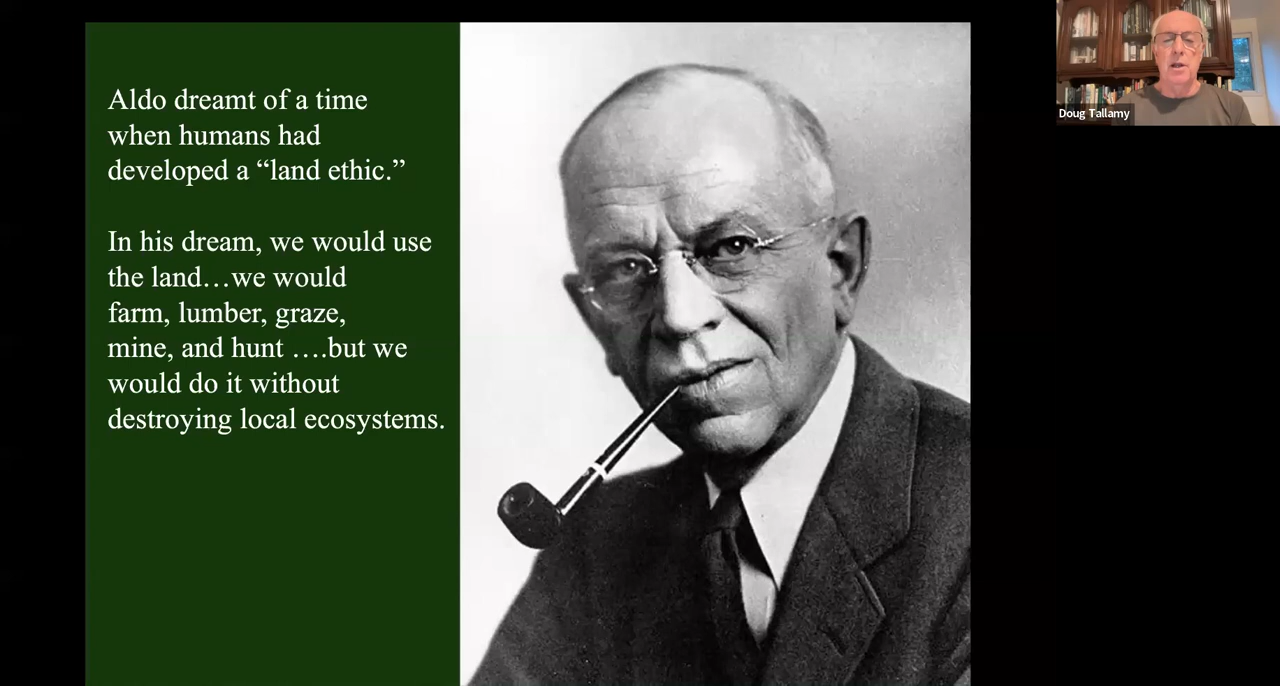 Aldo dreamt of a time
when humans had
developed a “land ethic.”
In his dream, we would use
the land…we would
farm, lumber, graze,
mine, and hunt ….but we
would do it without
destroying local ecosystems.
Doug Tallamy